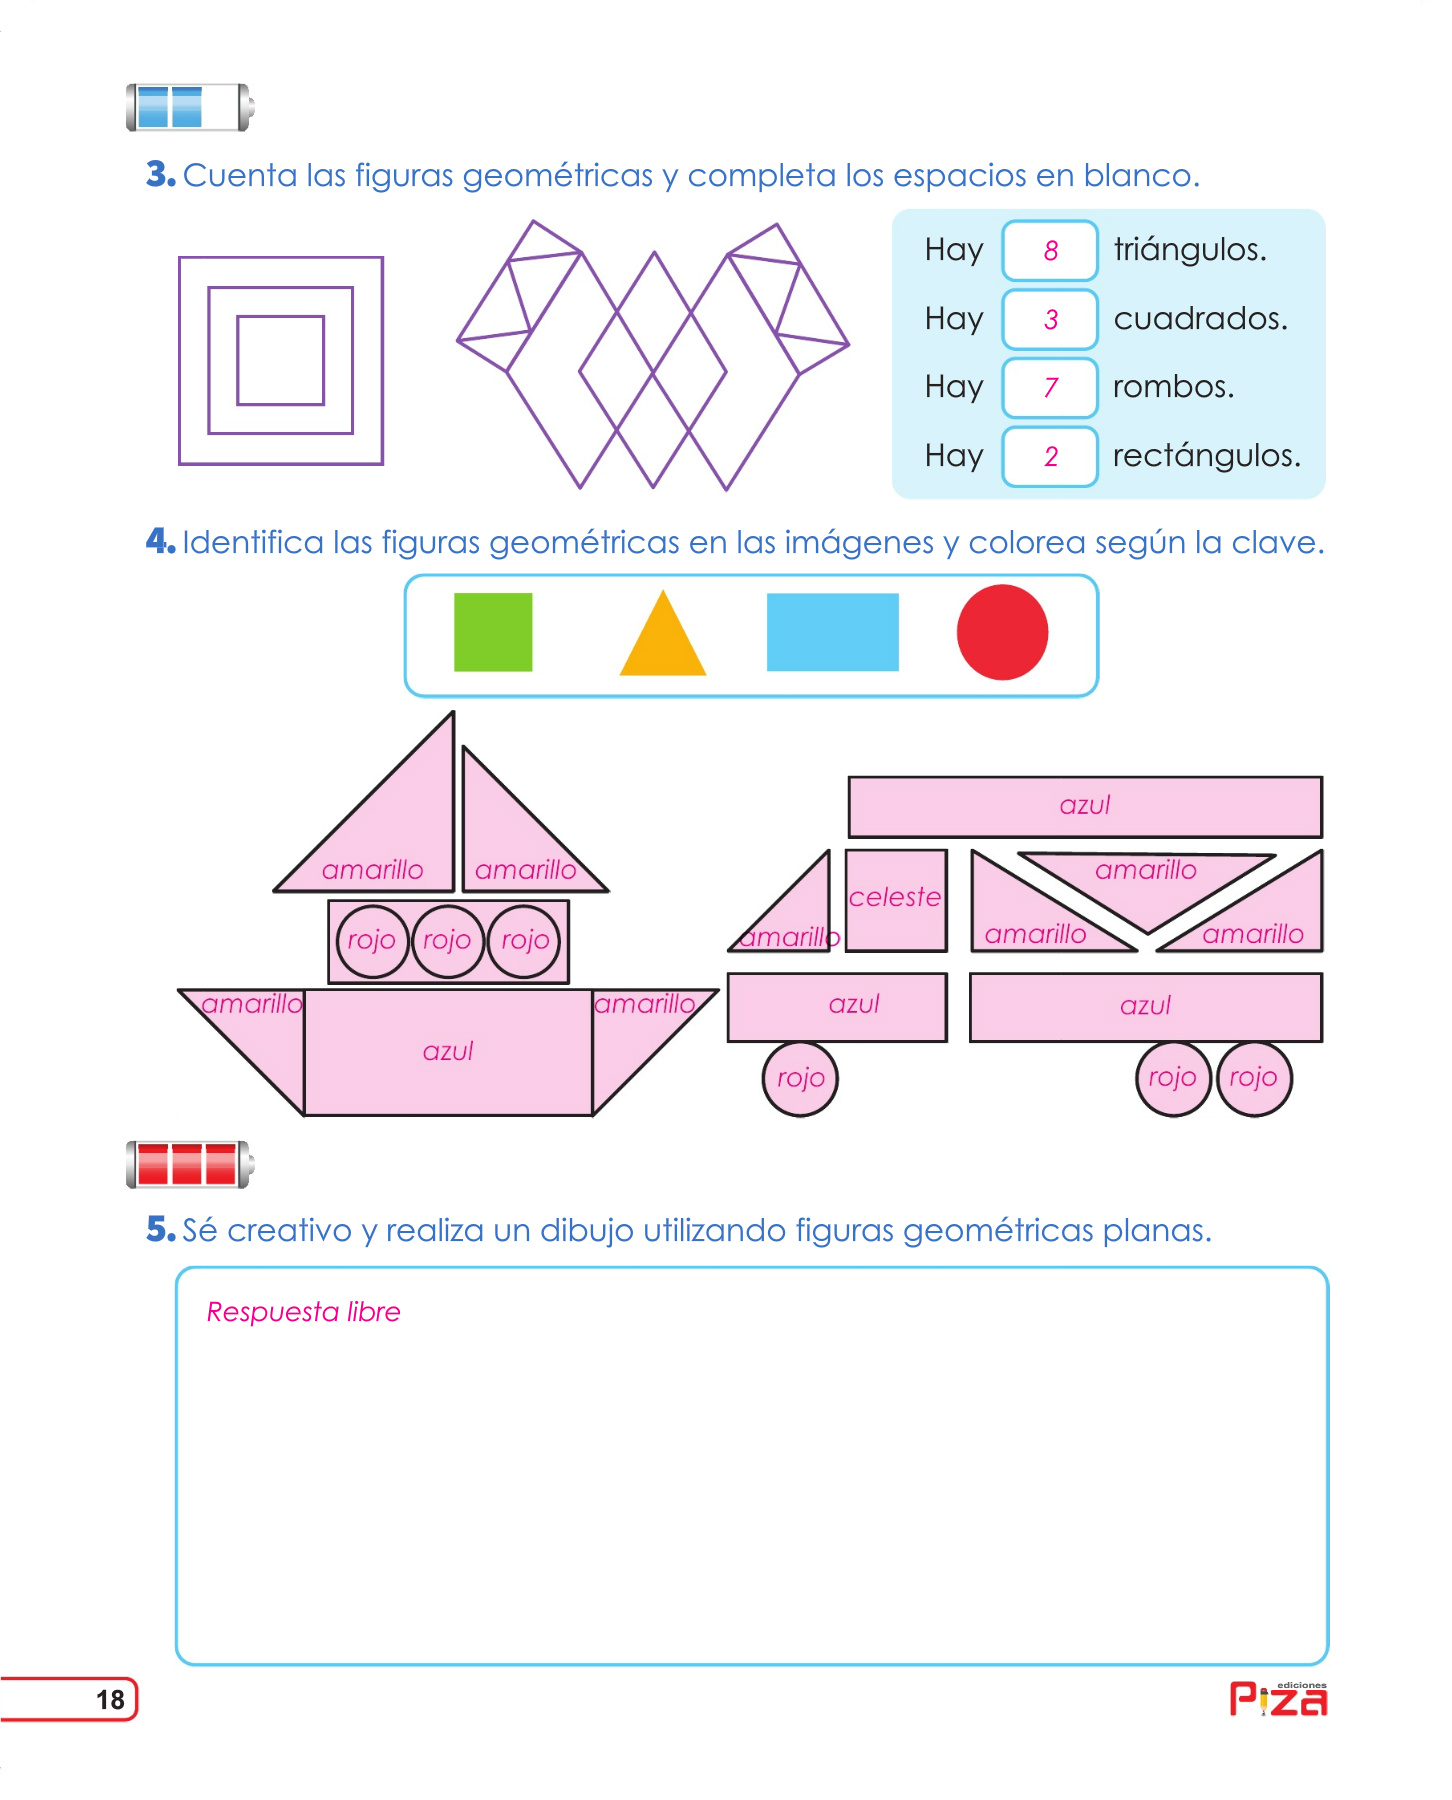 3. Cuenta las figuras geométricas y completa los espacios en blanco.
Hay 8 triángulos.
Hay 3 cuadrados.
Hay 7 rombos.
Hay 2 rectángulos.
4. Identifica las figuras geométricas en las imágenes y colorea según la clave.
amarillo amarillo
rojo rojo rojo
amarillo azul amarillo
azul
amarillo celeste amarillo amarillo amarillo
azul azul
rojo rojo rojo
5. Sé creativo y realiza un dibujo utilizando figuras geométricas planas.
Respuesta libre
18
ediciones
Piza